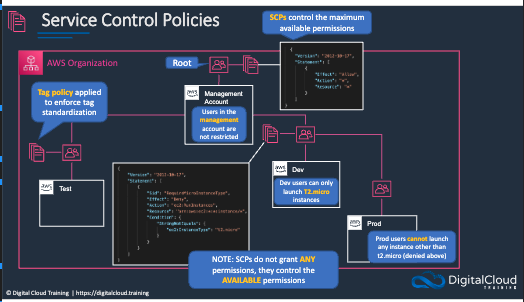 Service Control Policies
SCPs control the maximum
available permissions
{
"Version": "2012-10-17",
"Statement": [
{
"Effect": "Allow",
"Action": "*",
"Resource": "*"
}
]
}
AWS Organization
Root
Tag policy applied
to enforce tag
standardization
aws
Management
Account
Users in the
management
account are
not restricted
aws
Test
{
"Version": "2012-10-17",
"Statement": [
{
"Sid": "RequireMicroInstanceType",
"Effect": "Deny",
"Action": "ec2:RunInstances",
"Resource": "arn:aws:ec2:*:*:instance/*",
"Condition": {
"StringNotEquals": {
"ec2:InstanceType": "t2.micro"
aws
Dev
Dev users can only
launch T2.micro
instances
aws
Prod
Prod users cannot launch
any instance other than
t2.micro (denied above)
NOTE: SCPs do not grant ANY
permissions, they control the
AVAILABLE permissions
© Digital Cloud Training | https://digitalcloud.training
DigitalCloud
TRAINING